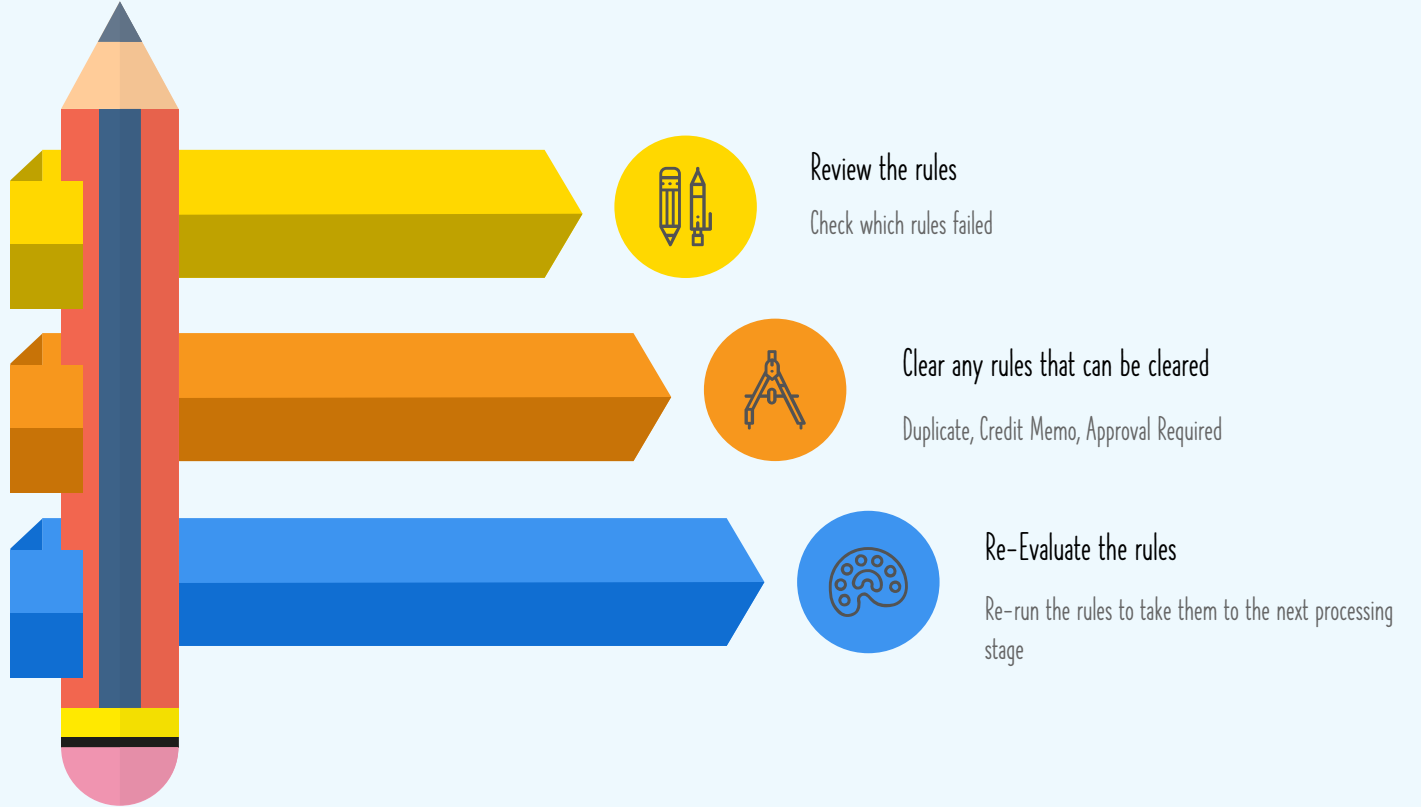 Review the rules
Check which rules failed
Clear any rules that can be cleared
Duplicate, Credit Memo, Approval Required
Re-Evaluate the rules
Re-run the rules to take them to the next processing
stage